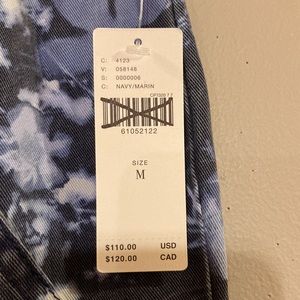 C: 4123
V: 058148
S: 0000006
C: NAVY/MARIN
61052122
SIZE
M
$110.00 USD
$120.00 CAD